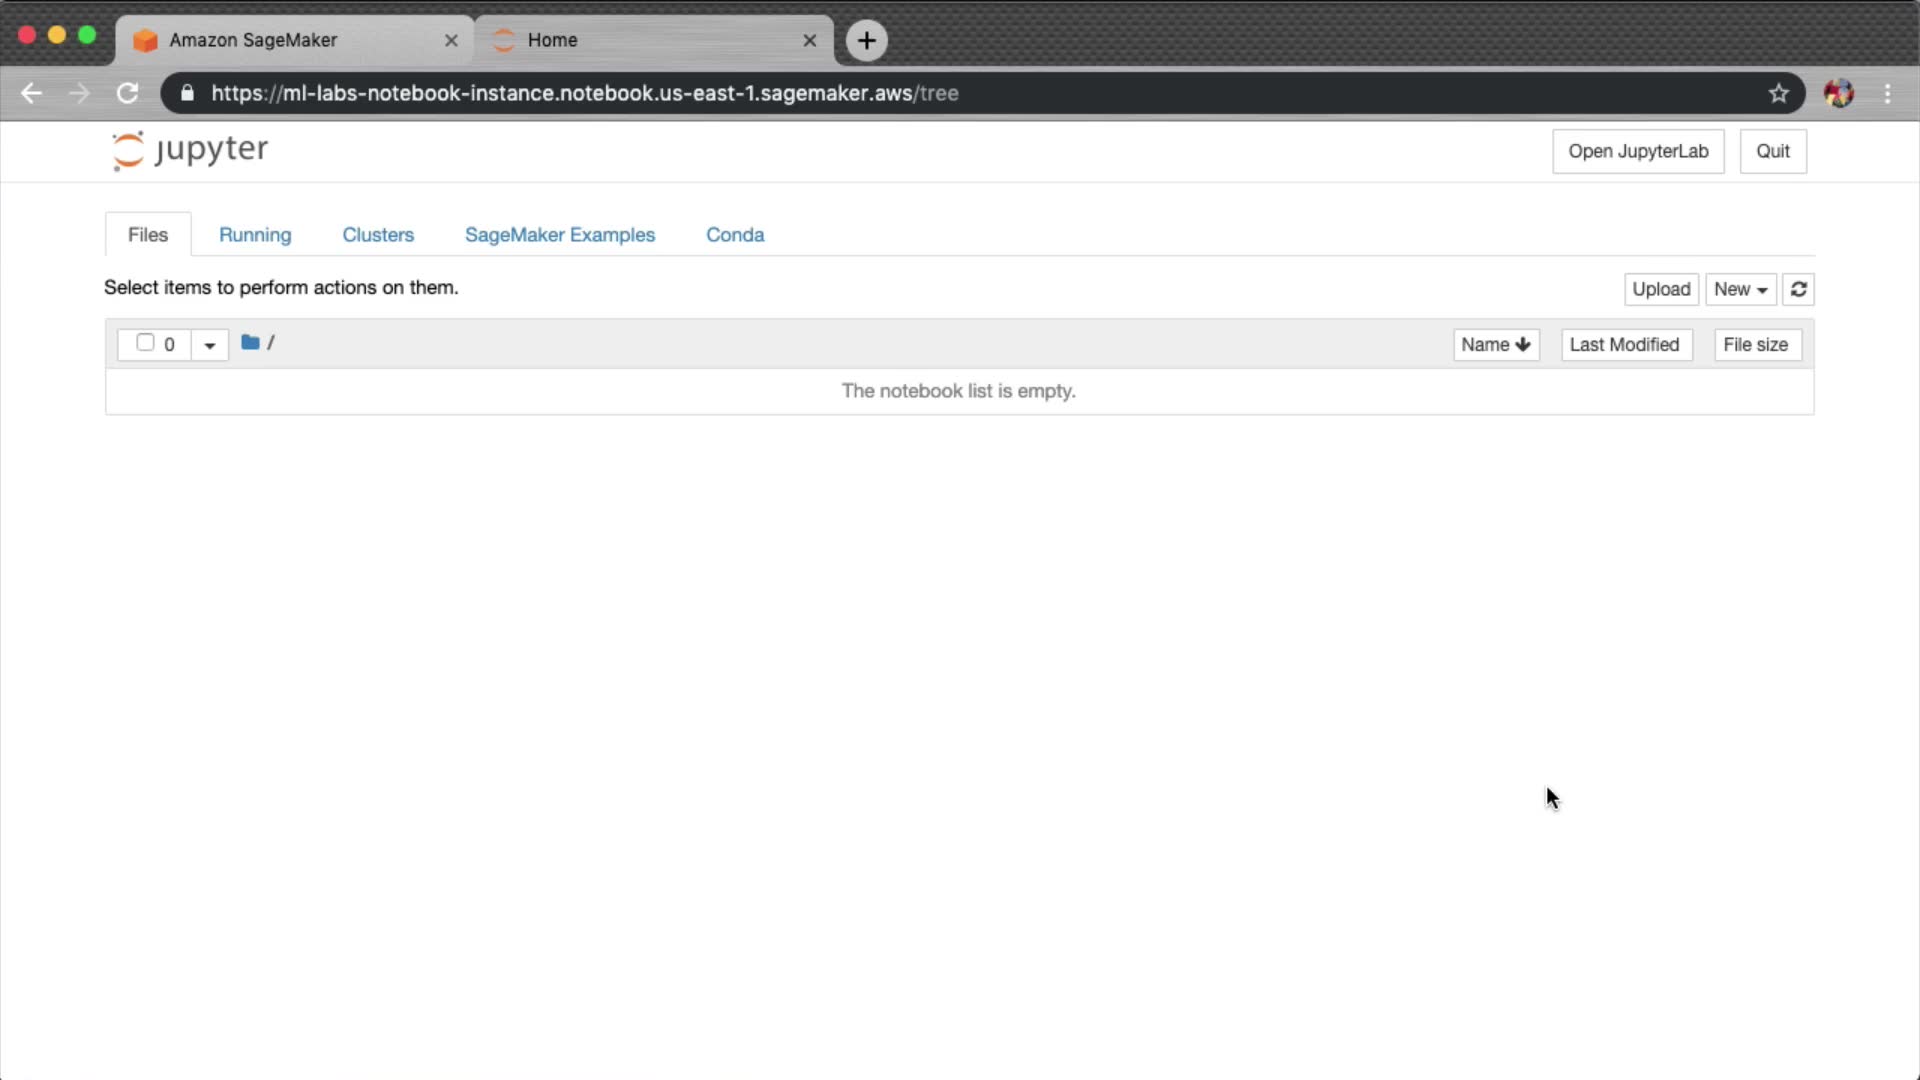 Amazon SageMaker
Home
https://ml-labs-notebook-instance.notebook.us-east-1.sagemaker.aws/tree
jupyter
Open JupyterLab
Quit
Files
Running
Clusters
SageMaker Examples
Conda
Select items to perform actions on them.
Upload
New
0
/
Name
Last Modified
File size
The notebook list is empty.